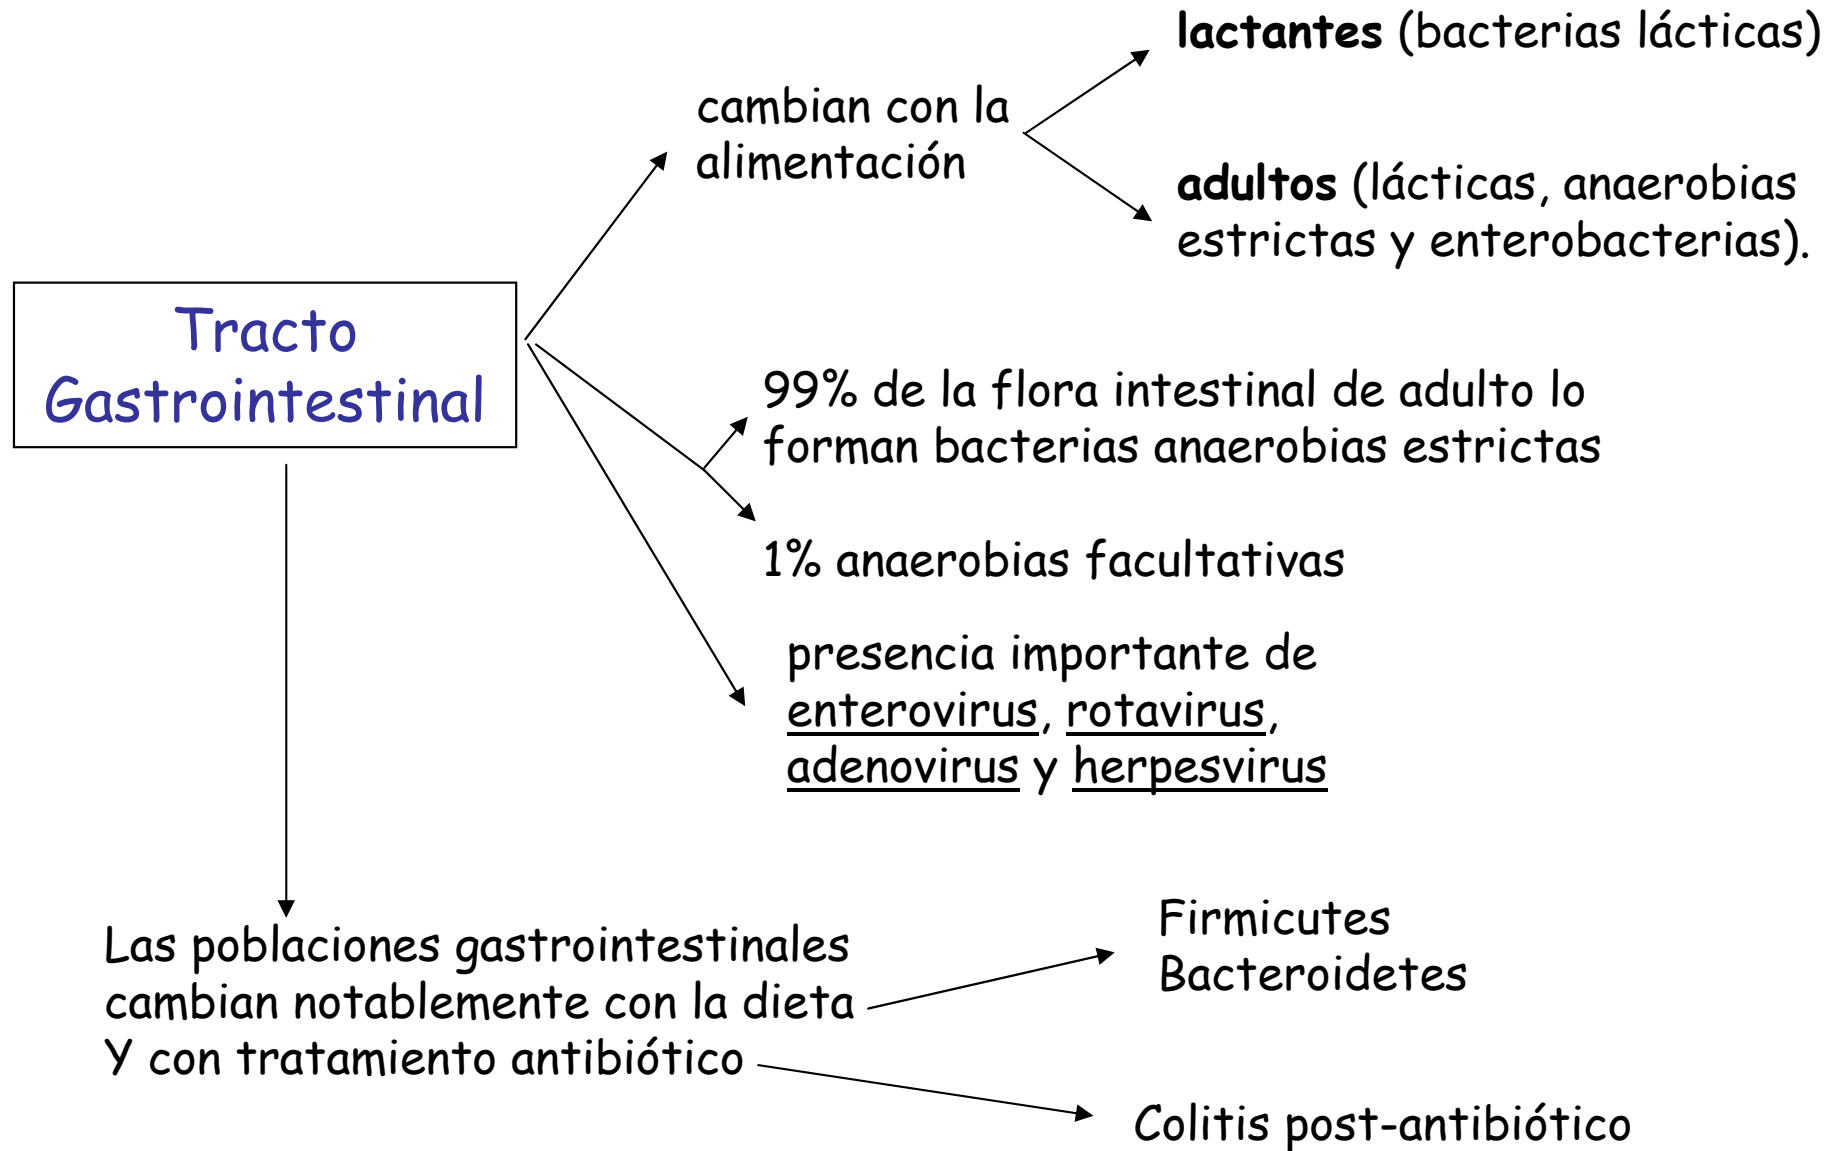 lactantes (bacterias lácticas)
cambian con la
alimentación
adultos (lácticas, anaerobias
estrictas y enterobacterias).
Tracto
Gastrointestinal
99% de la flora intestinal de adulto lo
forman bacterias anaerobias estrictas
1% anaerobias facultativas
presencia importante de
enterovirus, rotavirus,
adenovirus y herpesvirus
Las poblaciones gastrointestinales
cambian notablemente con la dieta
Y con tratamiento antibiótico
Firmicutes
Bacteroidetes
Colitis post-antibiótico